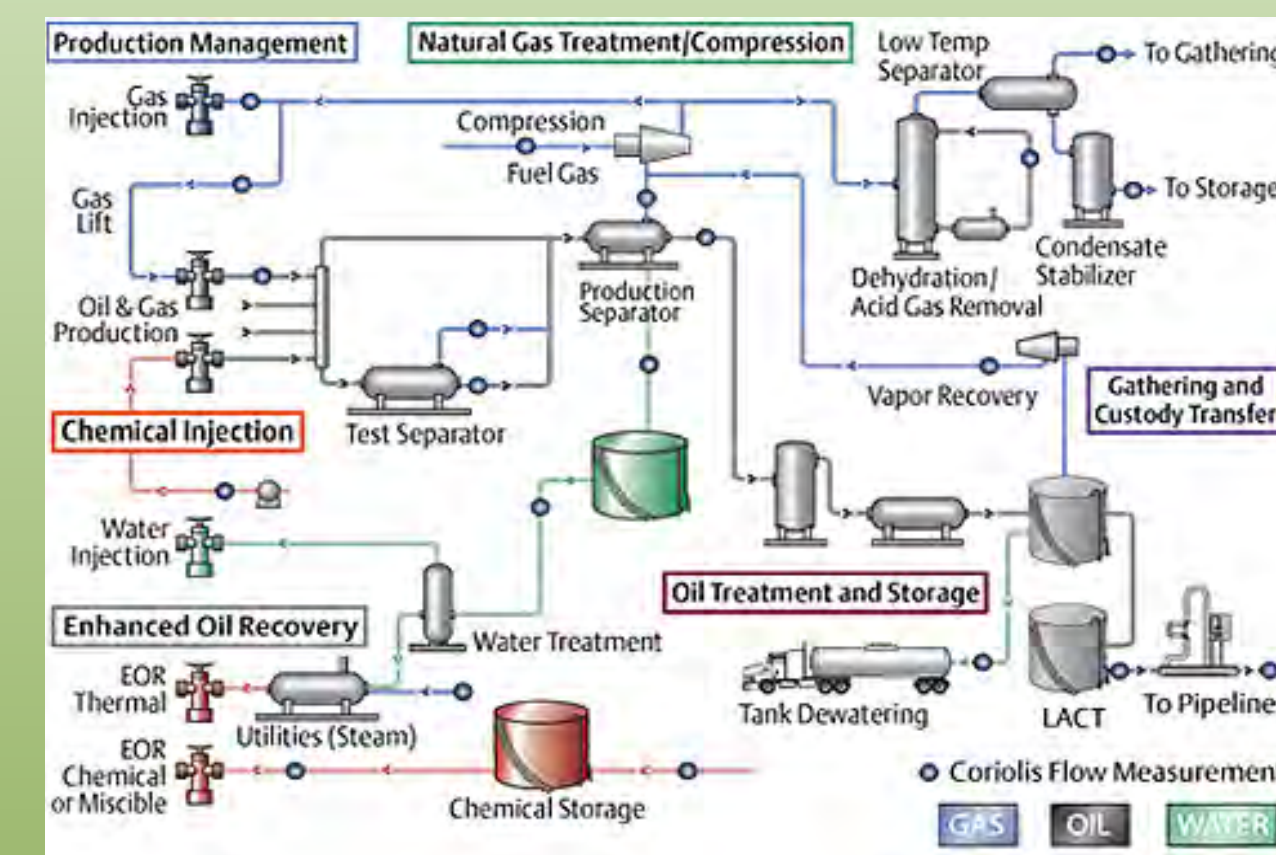 Production Management
Natural Gas Treatment/Compression
Low Temp
Separator
To Gathering
Gas
Injection
Compression
Fuel Gas
Gas
Lift
To Storage
Condensate
Stabilizer
Dehydration/
Acid Gas Removal
Oil & Gas
Production
Production
Separator
Vapor Recovery
Gathering and
Custody Transfer
Chemical Injection
Test Separator
Water
Injection
Oil Treatment and Storage
Enhanced Oil Recovery
Water Treatment
EOR
Thermal
Utilities (Steam)
Tank Dewatering
LACT
To Pipeline
EOR
Chemical
or Miscible
Chemical Storage
Coriolis Flow Measuremen
GAS
OIL
WATER